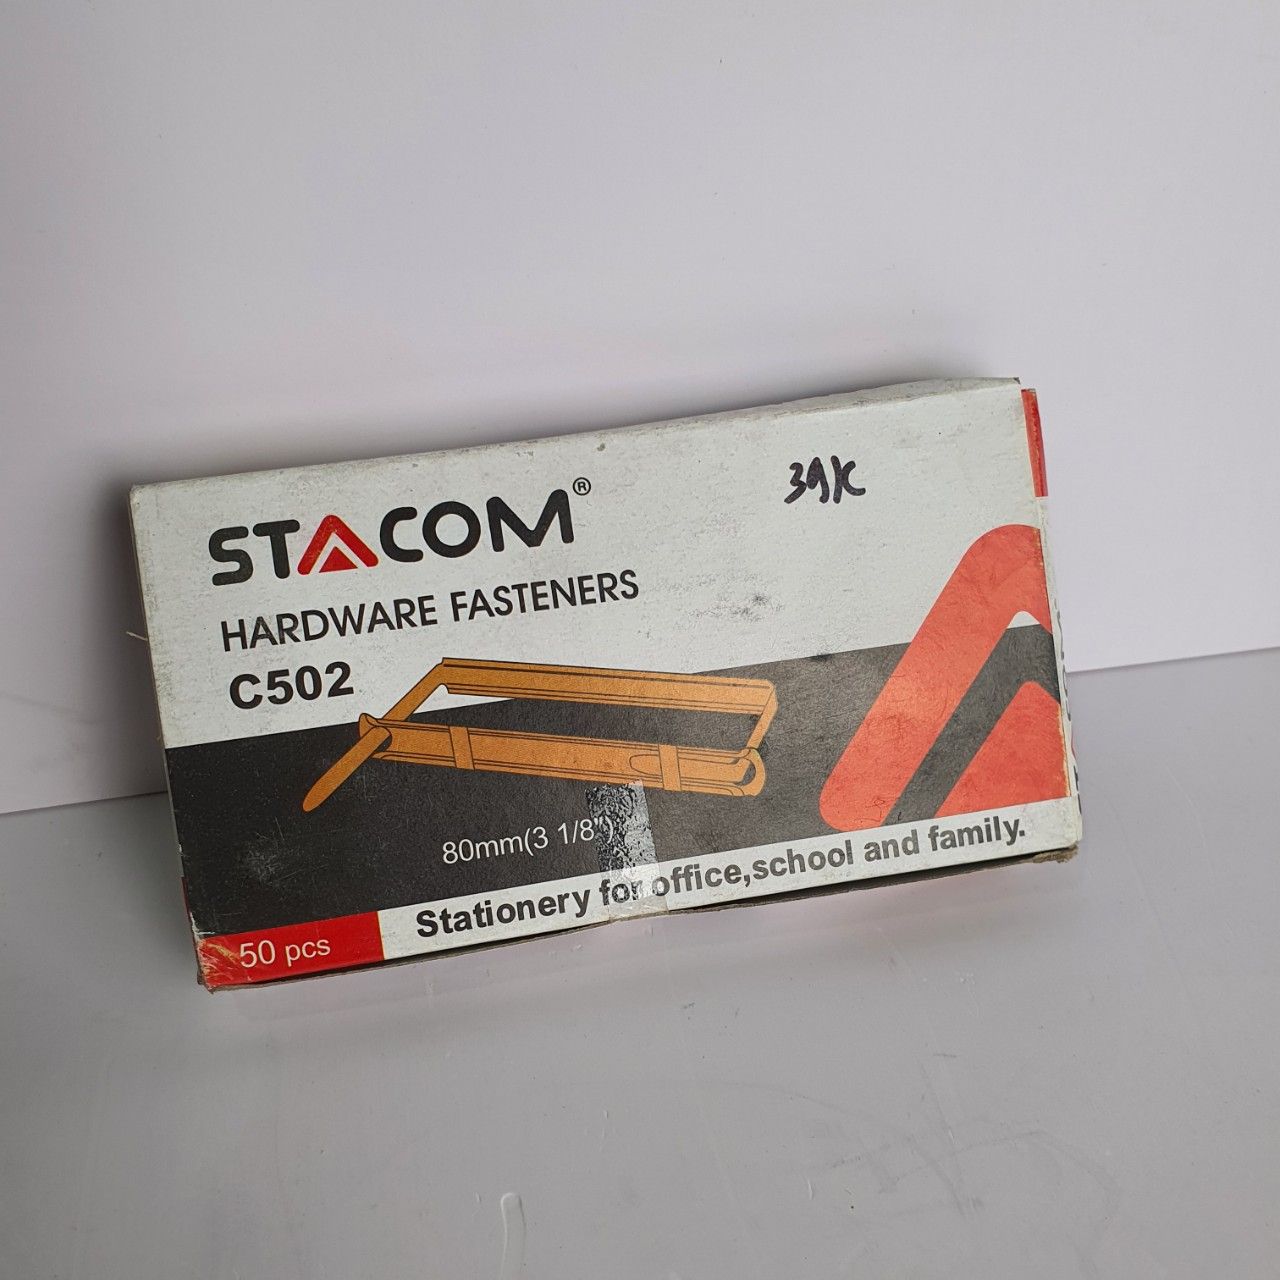 STACOM®
39K
HARDWARE FASTENERS
C502
80mm(3 1/8")
Stationery for office,school and family.
50 pcs